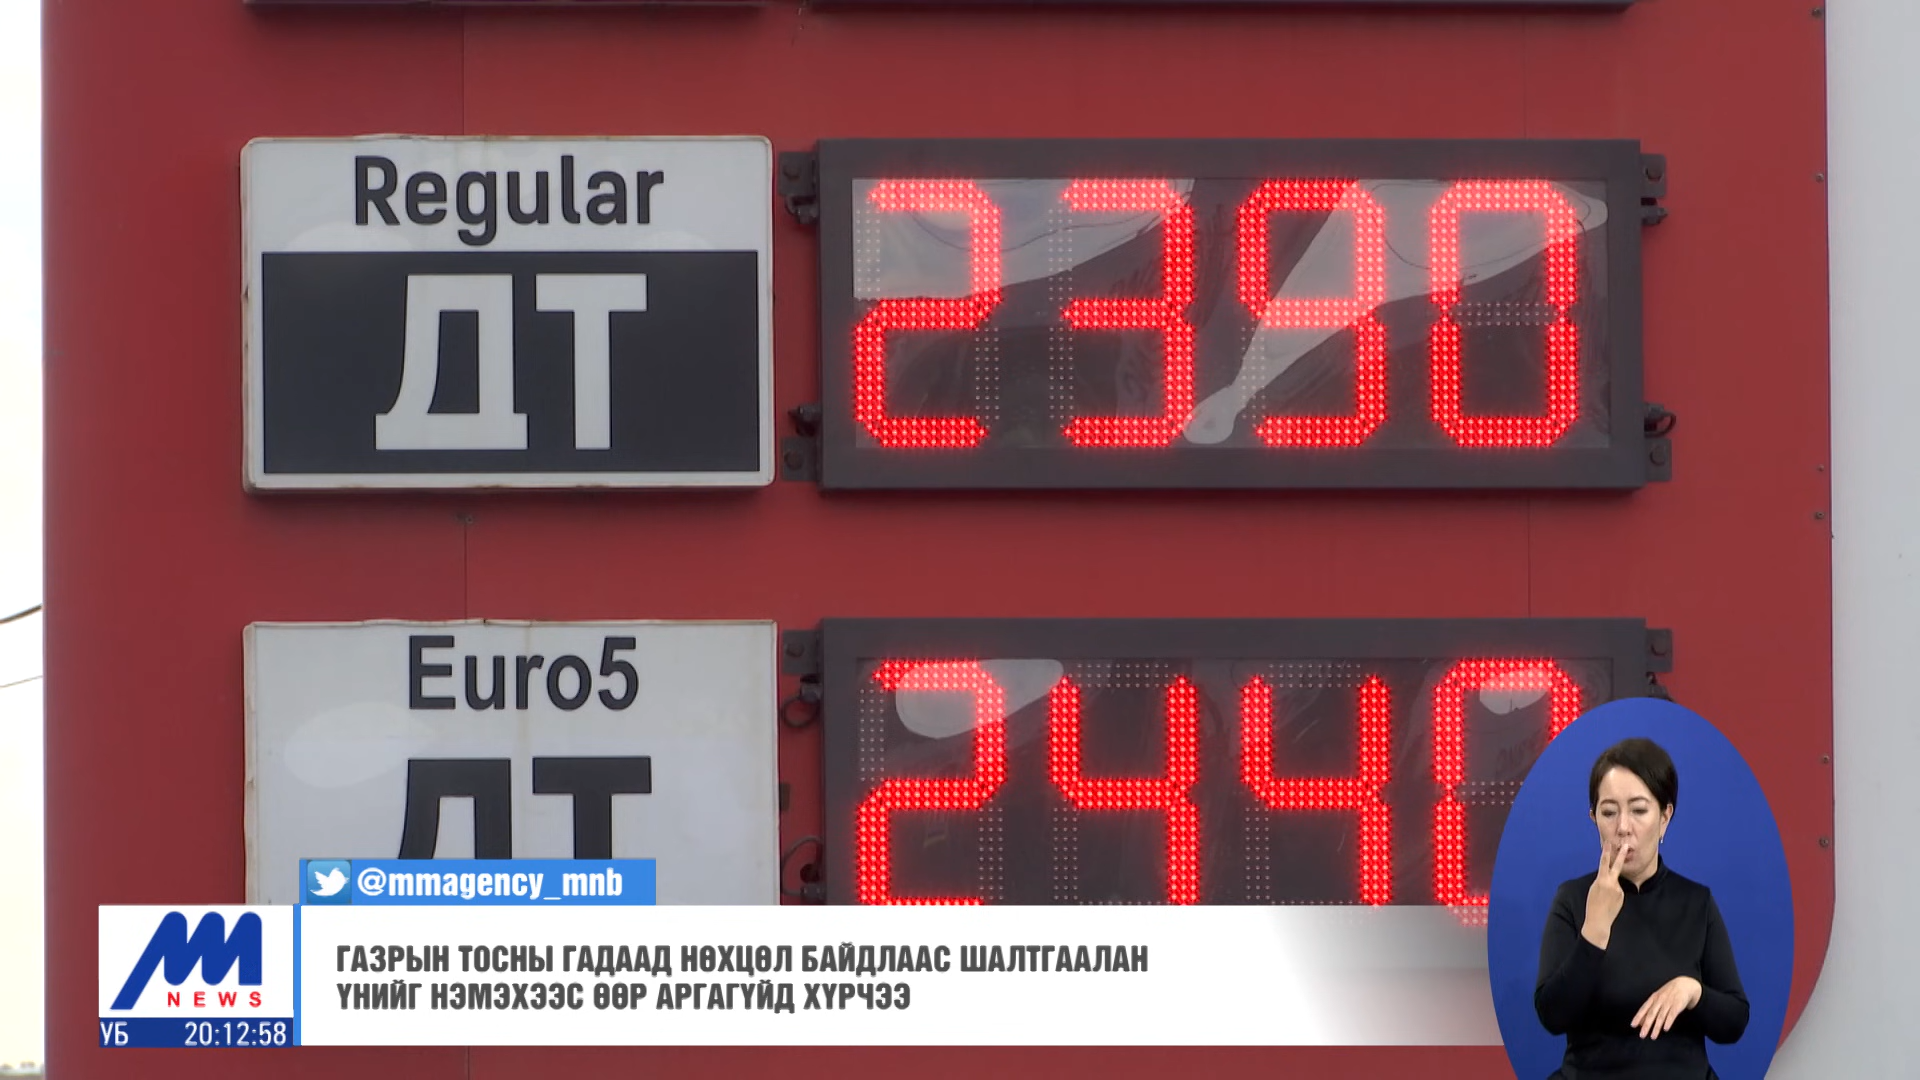 Regular
ДТ
2390
Euro5
ДТ
2440
@mmagency_mnb
ГАЗРЫН ТОСНЫ ГАДААД НӨХЦӨЛ БАЙДЛААС ШАЛТГААЛАН
ҮНИЙГ НЭМЭХЭЭС ӨӨР АРГАГҮЙД ХҮРЧЭЭ
ММ
NEWS
УБ 20:12:58